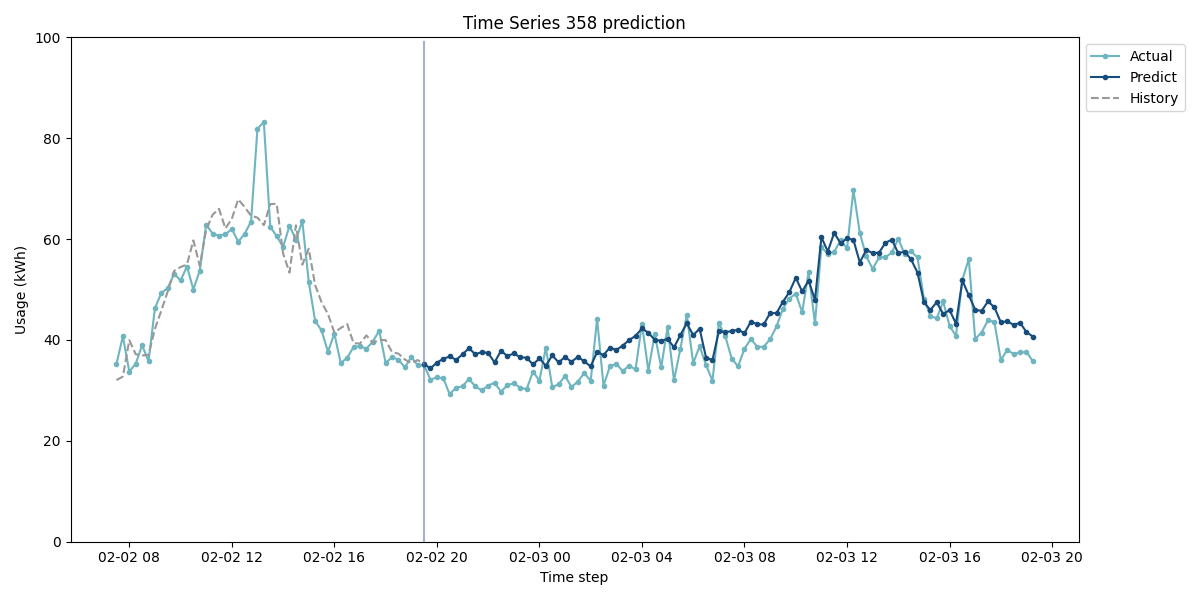 Time Series 358 prediction
Usage (kWh)
100
80
60
40
20
0
02-02 08
02-02 12
02-02 16
02-02 20
02-03 00
02-03 04
02-03 08
02-03 12
02-03 16
02-03 20
Time step
Actual
Predict
History